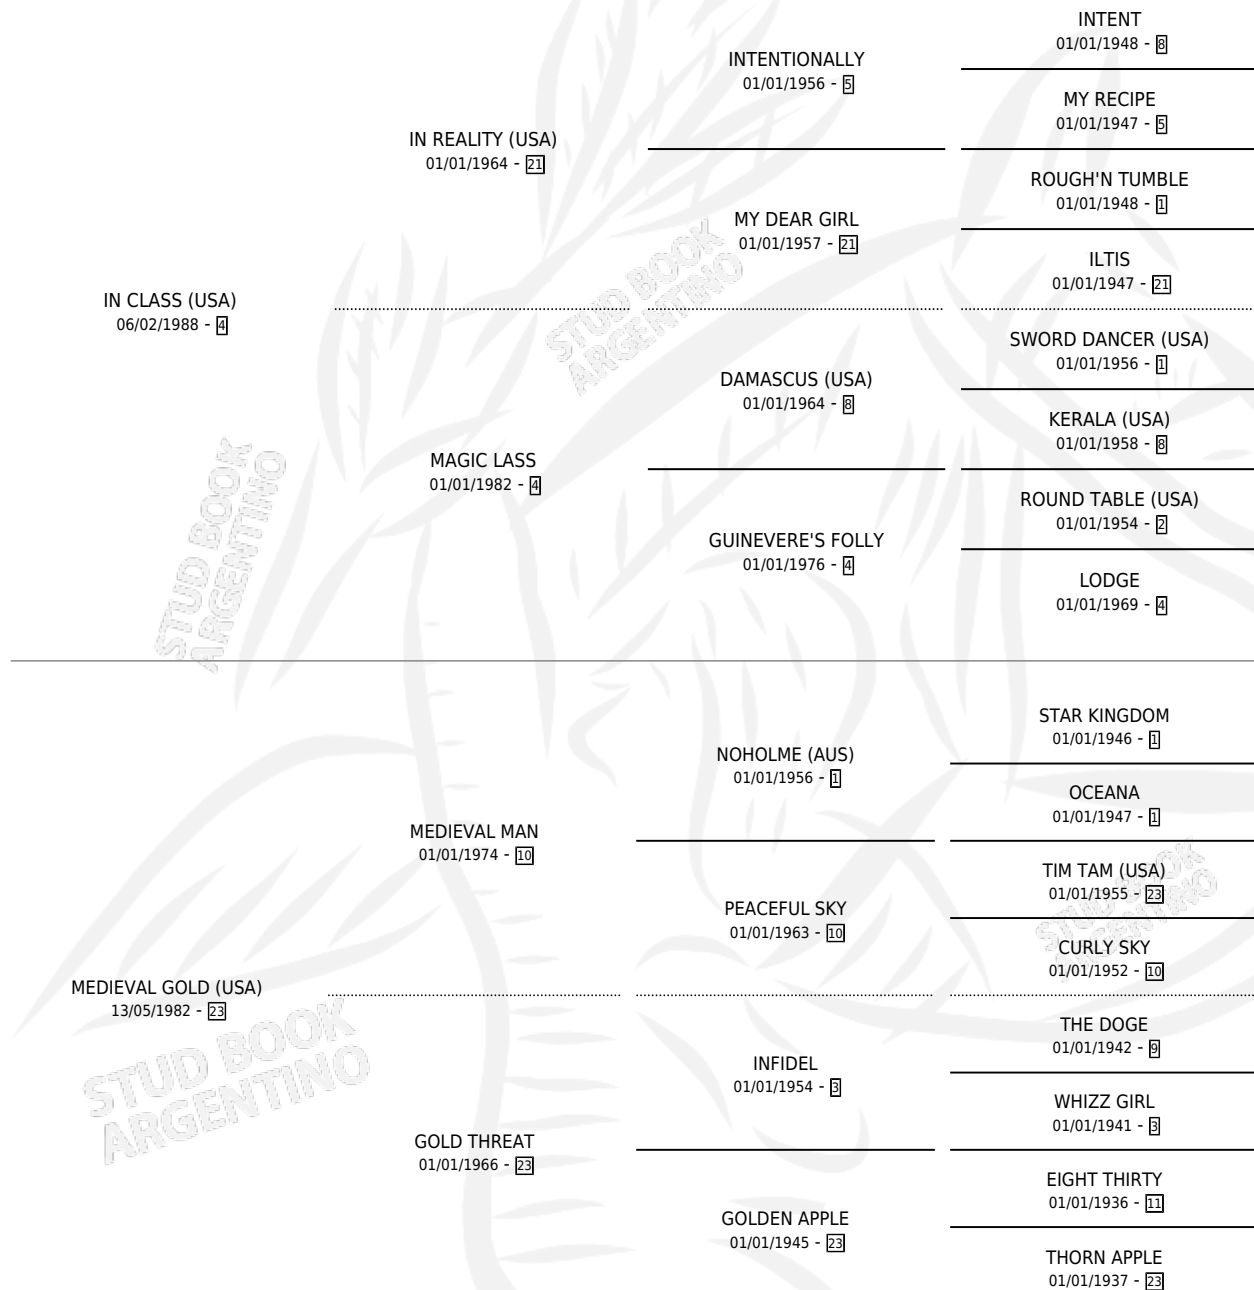 INTENT
01/01/1948 - 8
INTENTIONALLY
01/01/1956 - 5
MY RECIPE
01/01/1947 - 5
IN REALITY (USA)
01/01/1964 - 21
ROUGH'N TUMBLE
01/01/1948 - 1
MY DEAR GIRL
01/01/1957 - 21
ILTIS
01/01/1947 - 21
IN CLASS (USA)
06/02/1988 - 4
STUD BOOK
ARGENTINO
SWORD DANCER (USA)
01/01/1956 - 1
DAMASCUS (USA)
01/01/1964 - 8
KERALA (USA)
01/01/1958 - 8
MAGIC LASS
01/01/1982 - 4
ROUND TABLE (USA)
01/01/1954 - 2
GUINEVERE'S FOLLY
01/01/1976 - 4
LODGE
01/01/1969 - 4
STUD BOOK
ARGENTINO
STAR KINGDOM
01/01/1946 - 1
NOHOLME (AUS)
01/01/1956 - 1
OCEANA
01/01/1947 - 1
MEDIEVAL MAN
01/01/1974 - 10
TIM TAM (USA)
01/01/1955 - 23
PEACEFUL SKY
01/01/1963 - 10
CURLY SKY
01/01/1952 - 10
STUD BOOK
ARGENTINO
MEDIEVAL GOLD (USA)
13/05/1982 - 23
THE DOGE
01/01/1942 - 9
INFIDEL
01/01/1954 - 3
WHIZZ GIRL
01/01/1941 - 3
STUD BOOK
ARGENTINO
GOLD THREAT
01/01/1966 - 23
EIGHT THIRTY
01/01/1936 - 11
GOLDEN APPLE
01/01/1945 - 23
THORN APPLE
01/01/1937 - 23